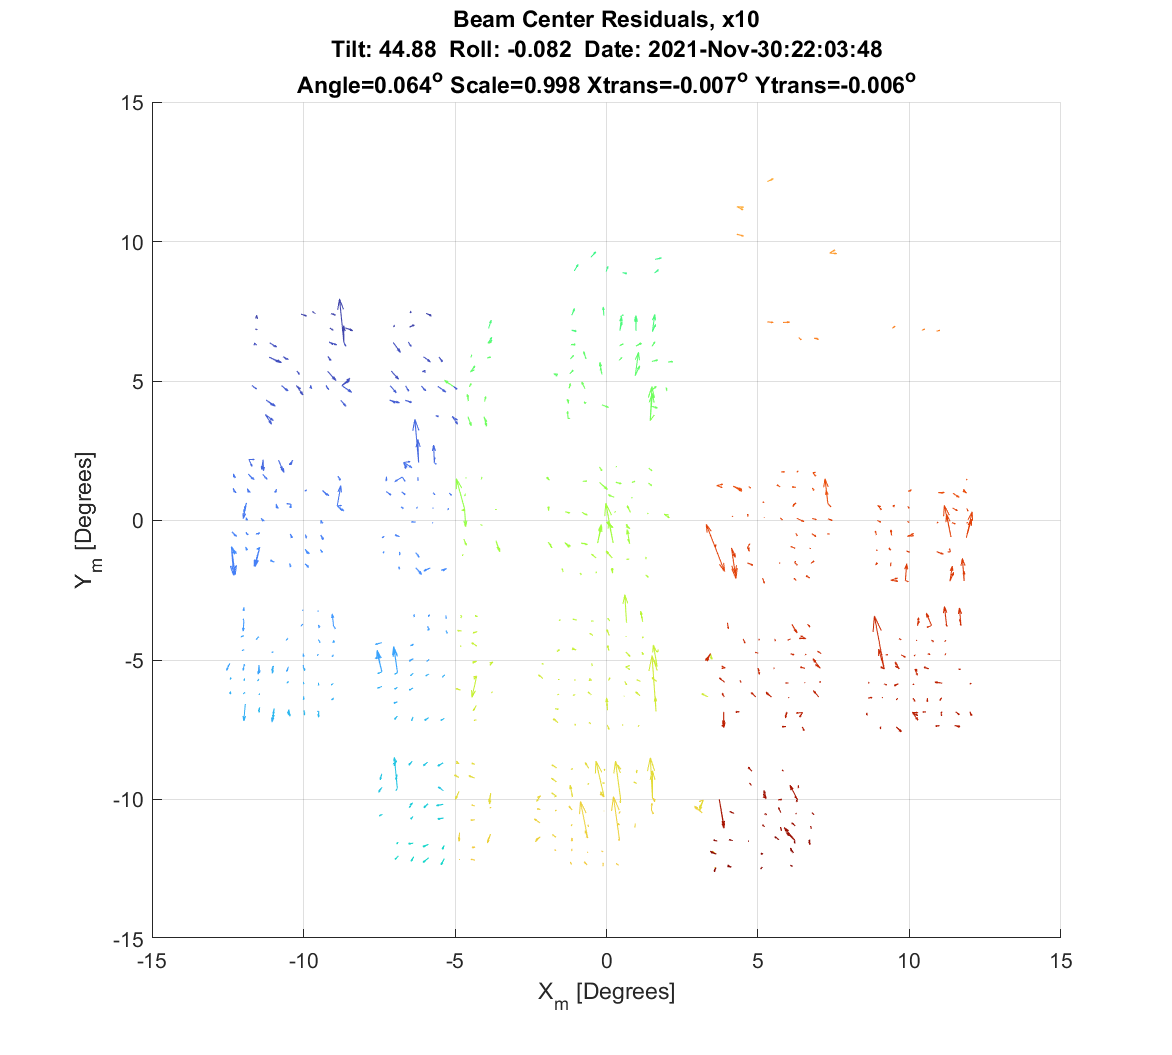 Beam Center Residuals, x10
Tilt: 44.88 Roll: -0.082 Date: 2021-Nov-30:22:03:48
Angle=0.064° Scale=0.998 Xtrans=-0.007° Ytrans=-0.006°
15
10
5
0
-5
-10
-15
Y_m [Degrees]
-15 -10 -5 0 5 10 15
X_m [Degrees]